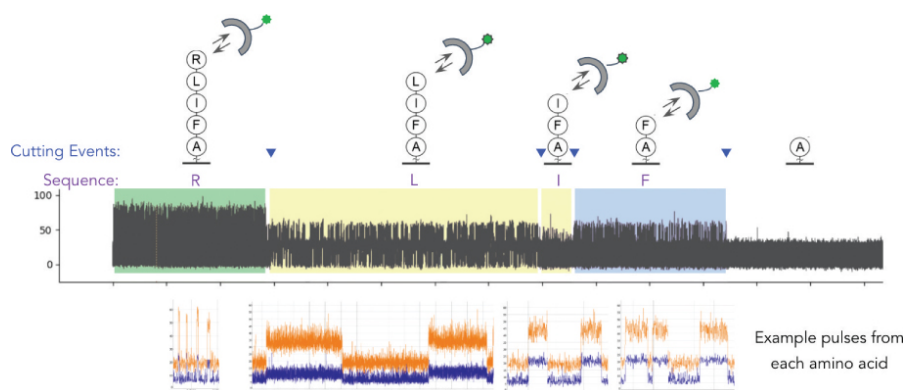 R
L
L
L
I
I
I
I
F
F
F
F
A
A
A
A
A
Cutting Events:
Sequence: R L I F
100
50
0
Example pulses from
each amino acid